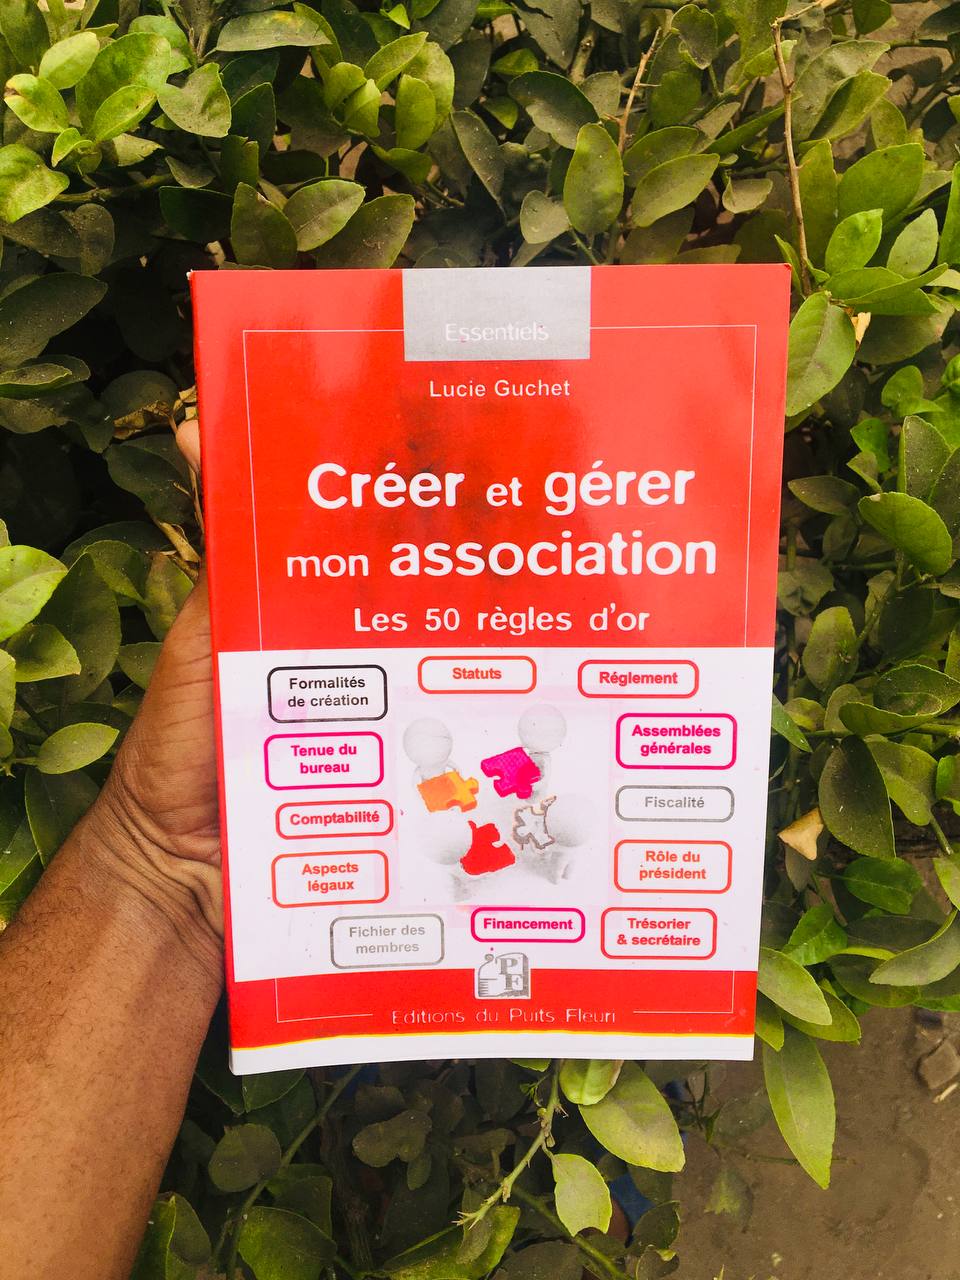 Essentiels
Lucie Guchet
Créer et gérer
mon association
Les 50 règles d'or
Formalités
de création
Statuts
Réglement
Tenue du
bureau
Assemblées
générales
Comptabilité
Fiscalité
Aspects
légaux
Rôle du
président
Fichier des
membres
Financement
Trésorier
& secrétaire
PF
Editions du Puits Fleuri